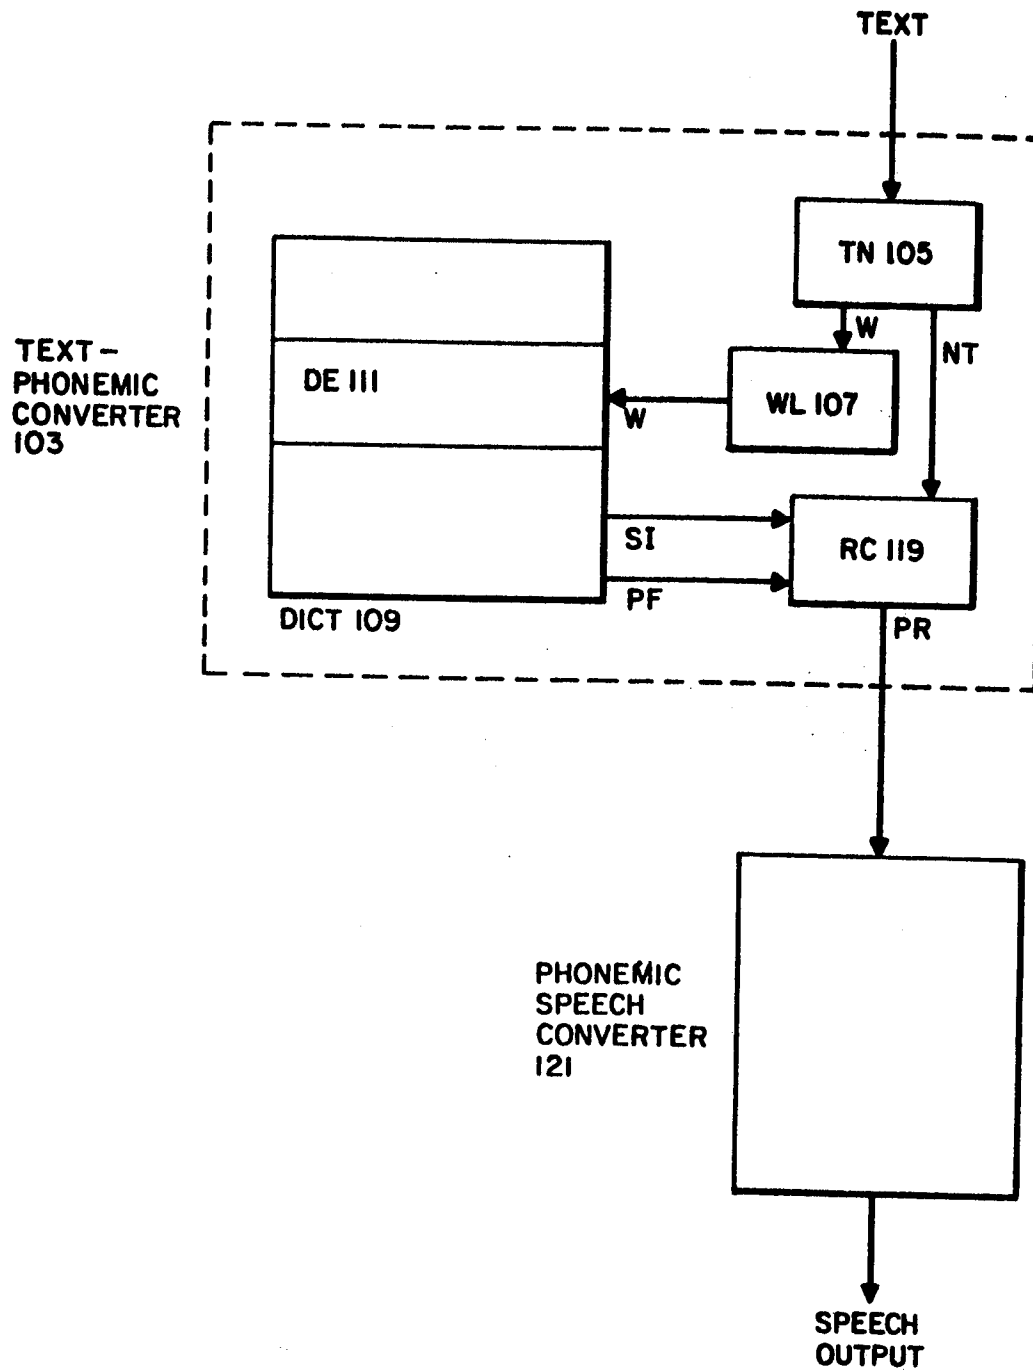 TEXT
TN 105
W
NT
TEXT-
PHONEMIC
CONVERTER
103
DE 111
W
WL 107
SI
RC 119
PF
DICT 109
PR
PHONEMIC
SPEECH
CONVERTER
121
SPEECH
OUTPUT